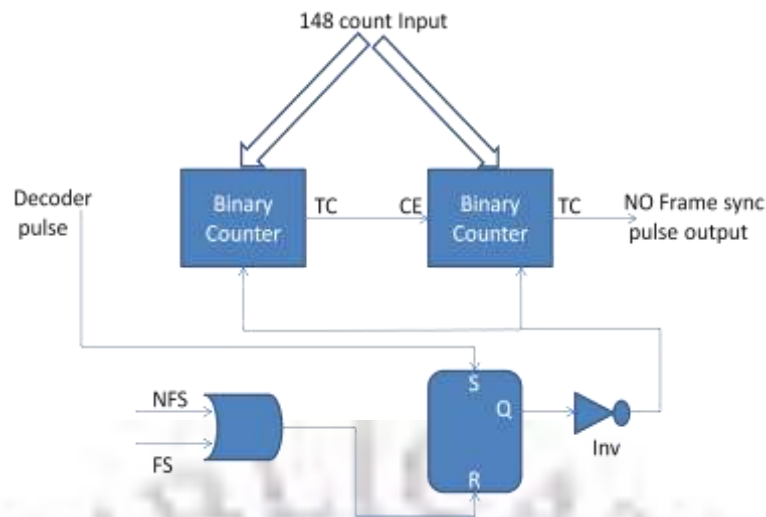 148 count Input
Decoder
pulse
Binary
Counter
TC
CE
Binary
Counter
TC
NO Frame sync
pulse output
NFS
FS
S
Q
R
Inv